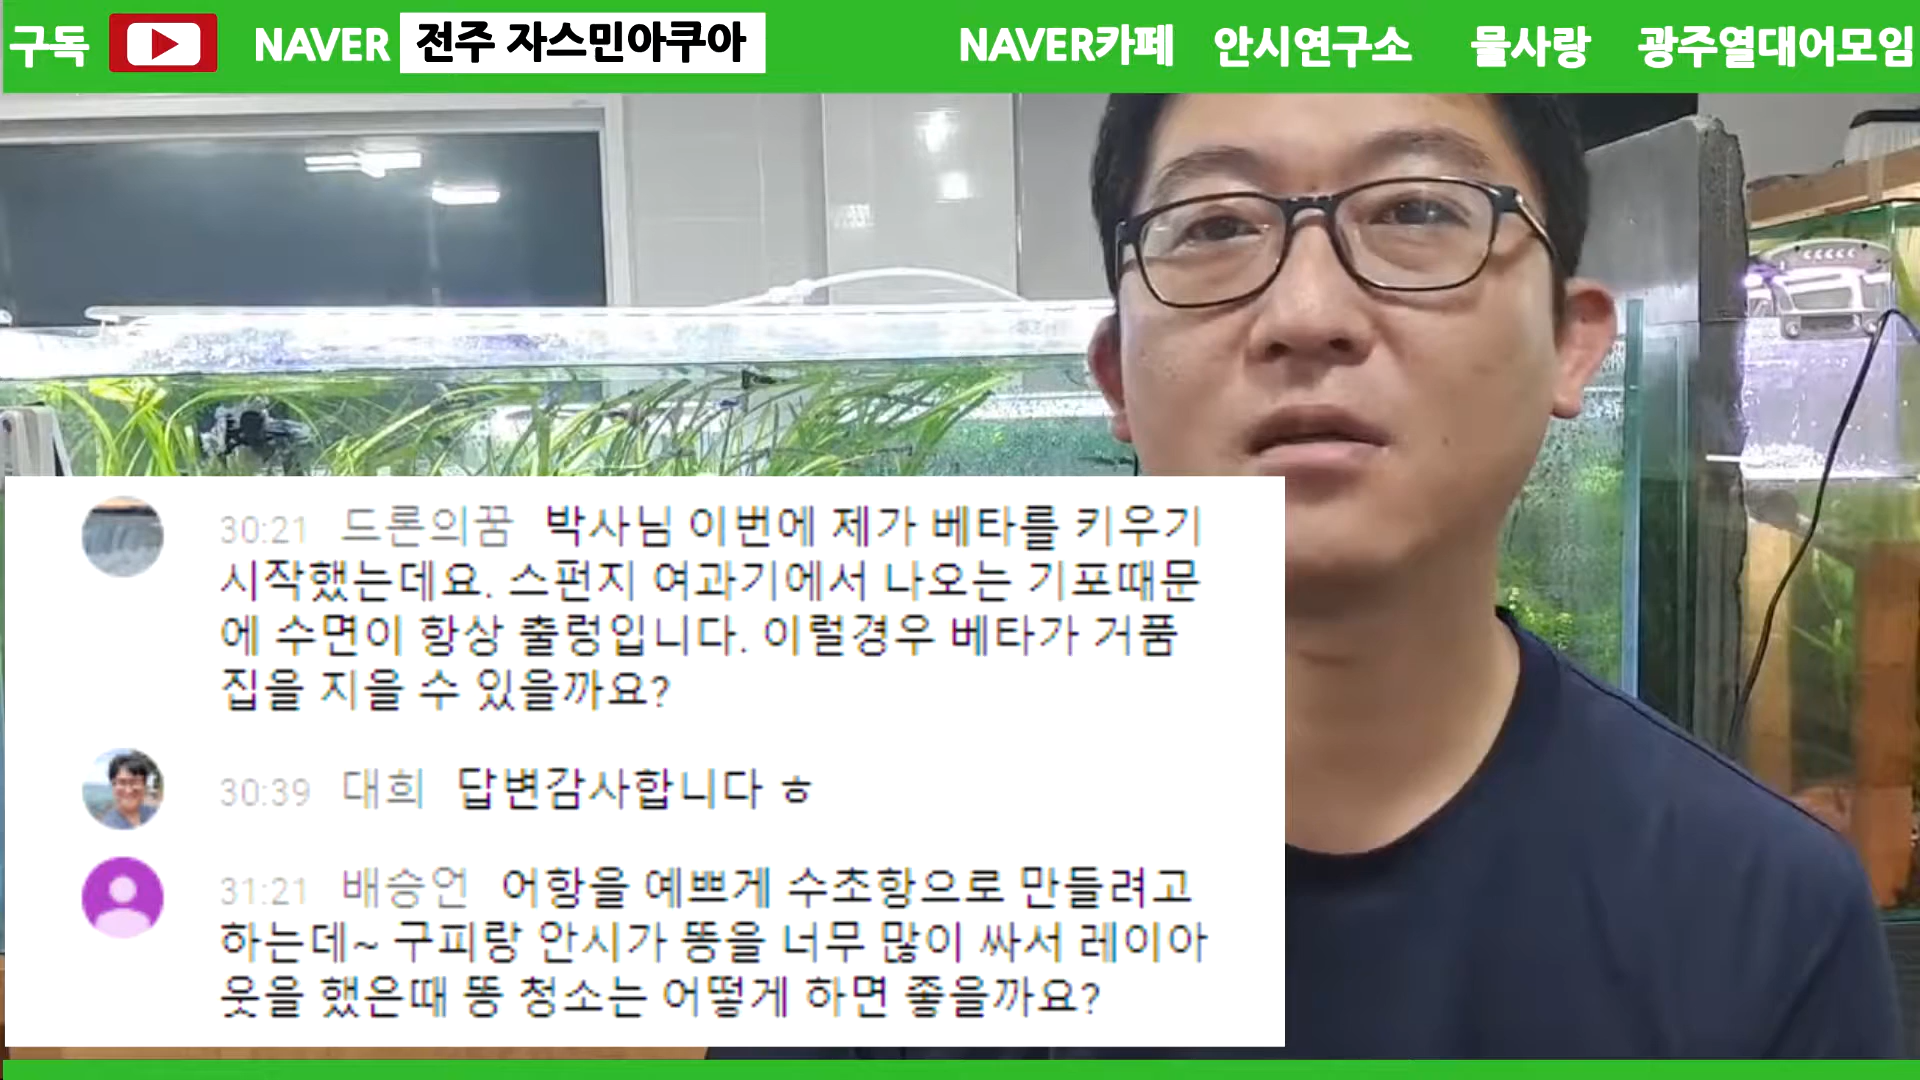 구독 NAVER 전주 자스민아쿠아 NAVER카페 안시연구소 물사랑 광주열대어모임
30:21 드론의꿈 박사님 이번에 제가 베타를 키우기
시작했는데요. 스펀지 여과기에서 나오는 기포때문
에 수면이 항상 출렁입니다. 이럴경우 베타가 거품
집을 지을 수 있을까요?
30:39 대희 답변감사합니다 ㅎ
31:21 배승언 어항을 예쁘게 수초항으로 만들려고
하는데~ 구피랑 안시가 똥을 너무 많이 싸서 레이아
웃을 했은때 똥 청소는 어떻게 하면 좋을까요?